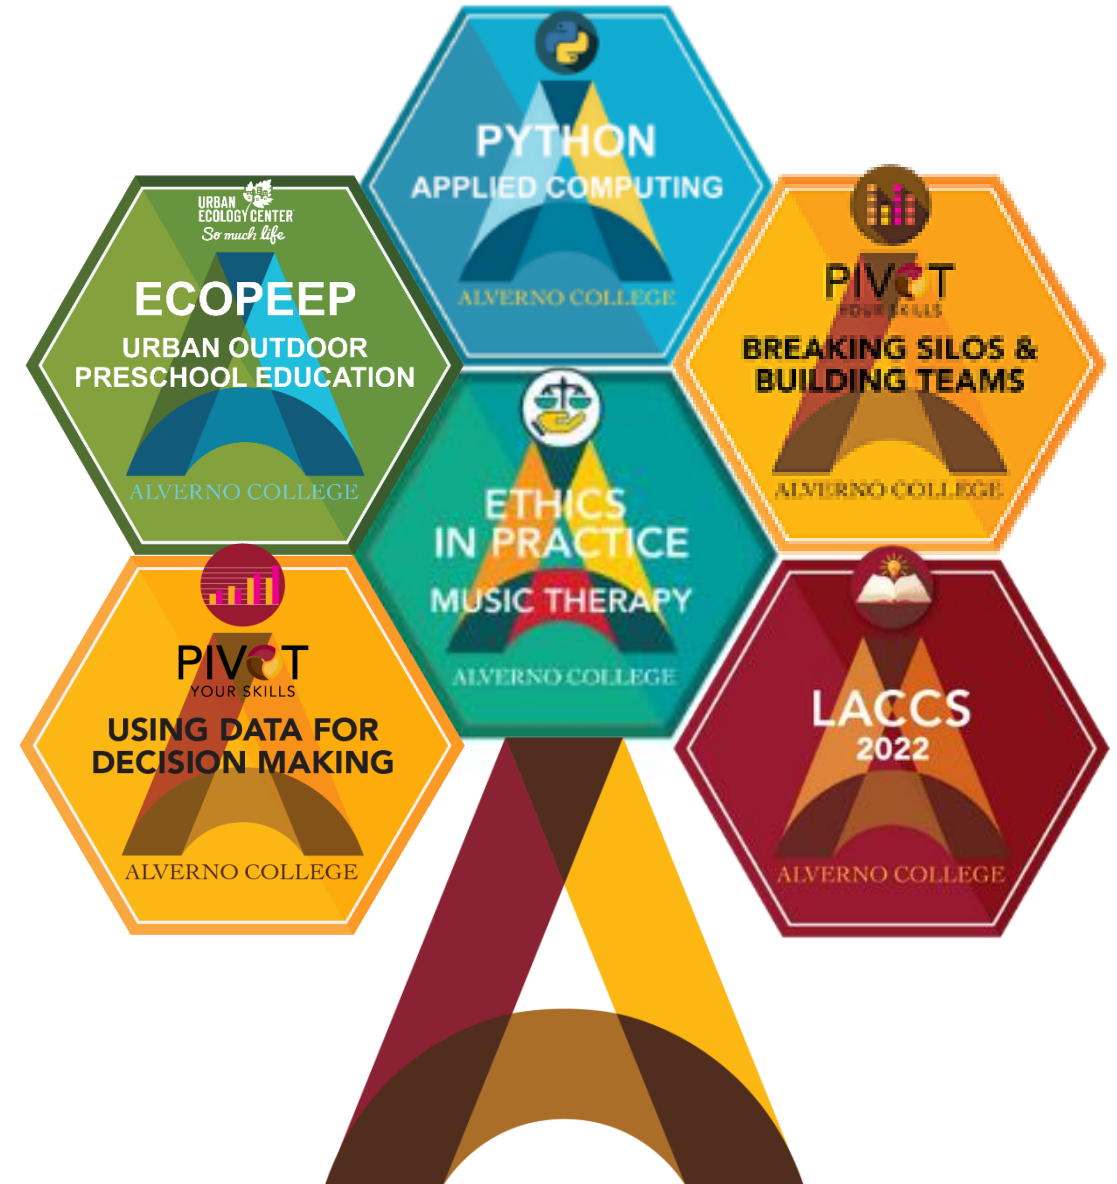 PYTHON
APPLIED COMPUTING
ALVERNO COLLEGE
URBAN
ECOLOGY CENTER
So much life
ECOPEEP
URBAN OUTDOOR
PRESCHOOL EDUCATION
ALVERNO COLLEGE
PIVOT
YOUR SKILLS
BREAKING SILOS &
BUILDING TEAMS
ALVERNO COLLEGE
ETHICS
IN PRACTICE
MUSIC THERAPY
ALVERNO COLLEGE
PIVOT
YOUR SKILLS
USING DATA FOR
DECISION MAKING
ALVERNO COLLEGE
LACCS
2022
ALVERNO COLLEGE